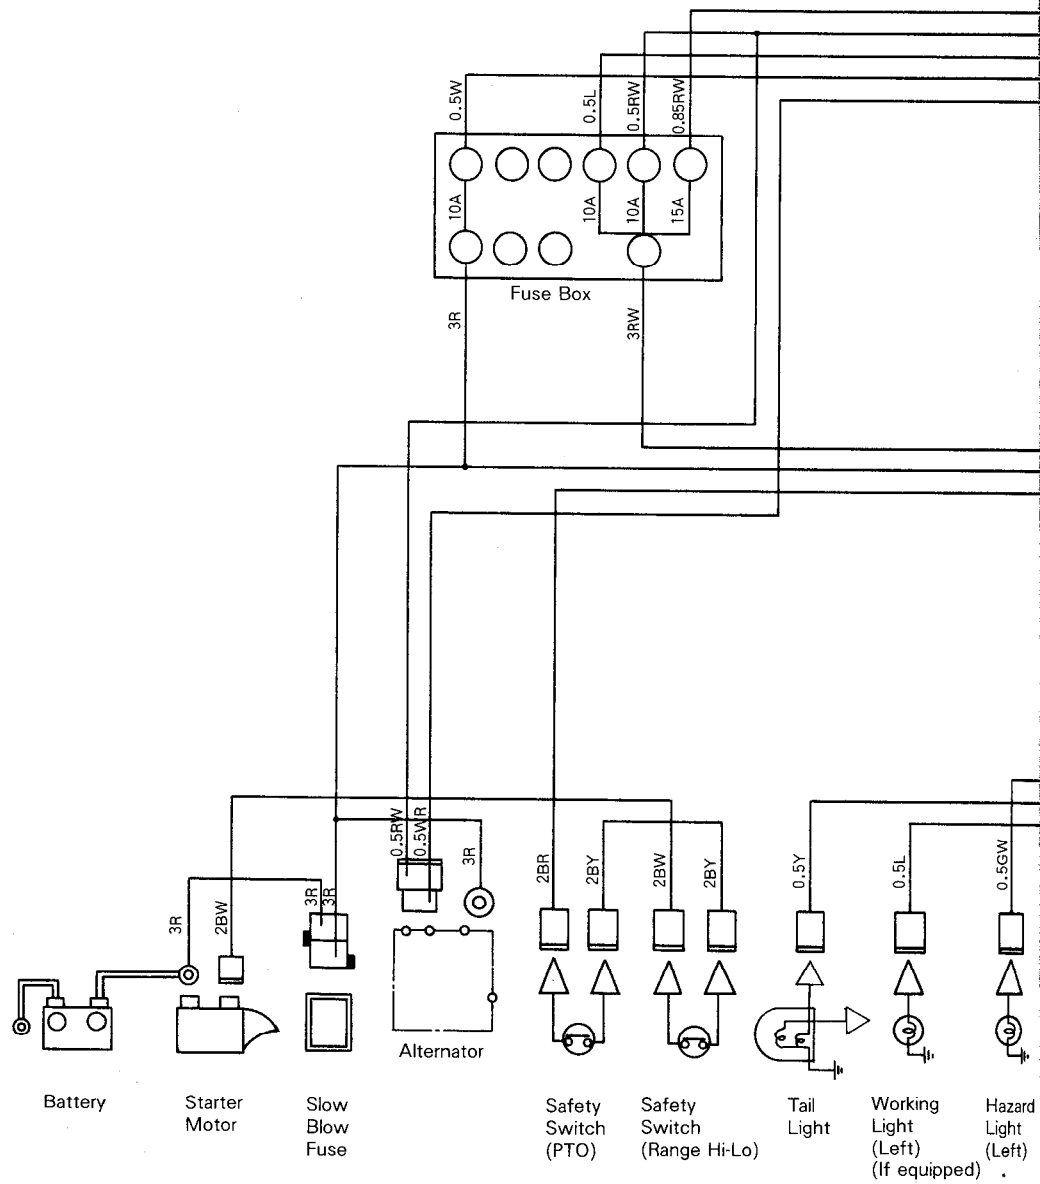 0.5W
0.5L
0.5RW
0.85RW
10A
10A
10A
15A
Fuse Box
3R
3RW
0.5RW
0.5WR
3R
2BR
2BY
2BW
2BY
0.5Y
0.5L
0.5GW
3R
2BW
3R
3R
Alternator
Battery
Starter
Motor
Slow
Blow
Fuse
Safety
Switch
(PTO)
Safety
Switch
(Range Hi-Lo)
Tail
Light
Working
Light
(Left)
(If equipped)
Hazard
Light
(Left)